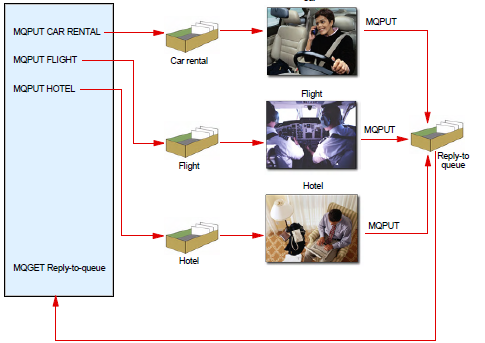 Car
MQPUT CAR RENTAL
MQPUT
MQPUT FLIGHT
Car rental
MQPUT HOTEL
Flight
MQPUT
Reply-to
queue
Flight
Hotel
MQPUT
Hotel
MQGET Reply-to-queue